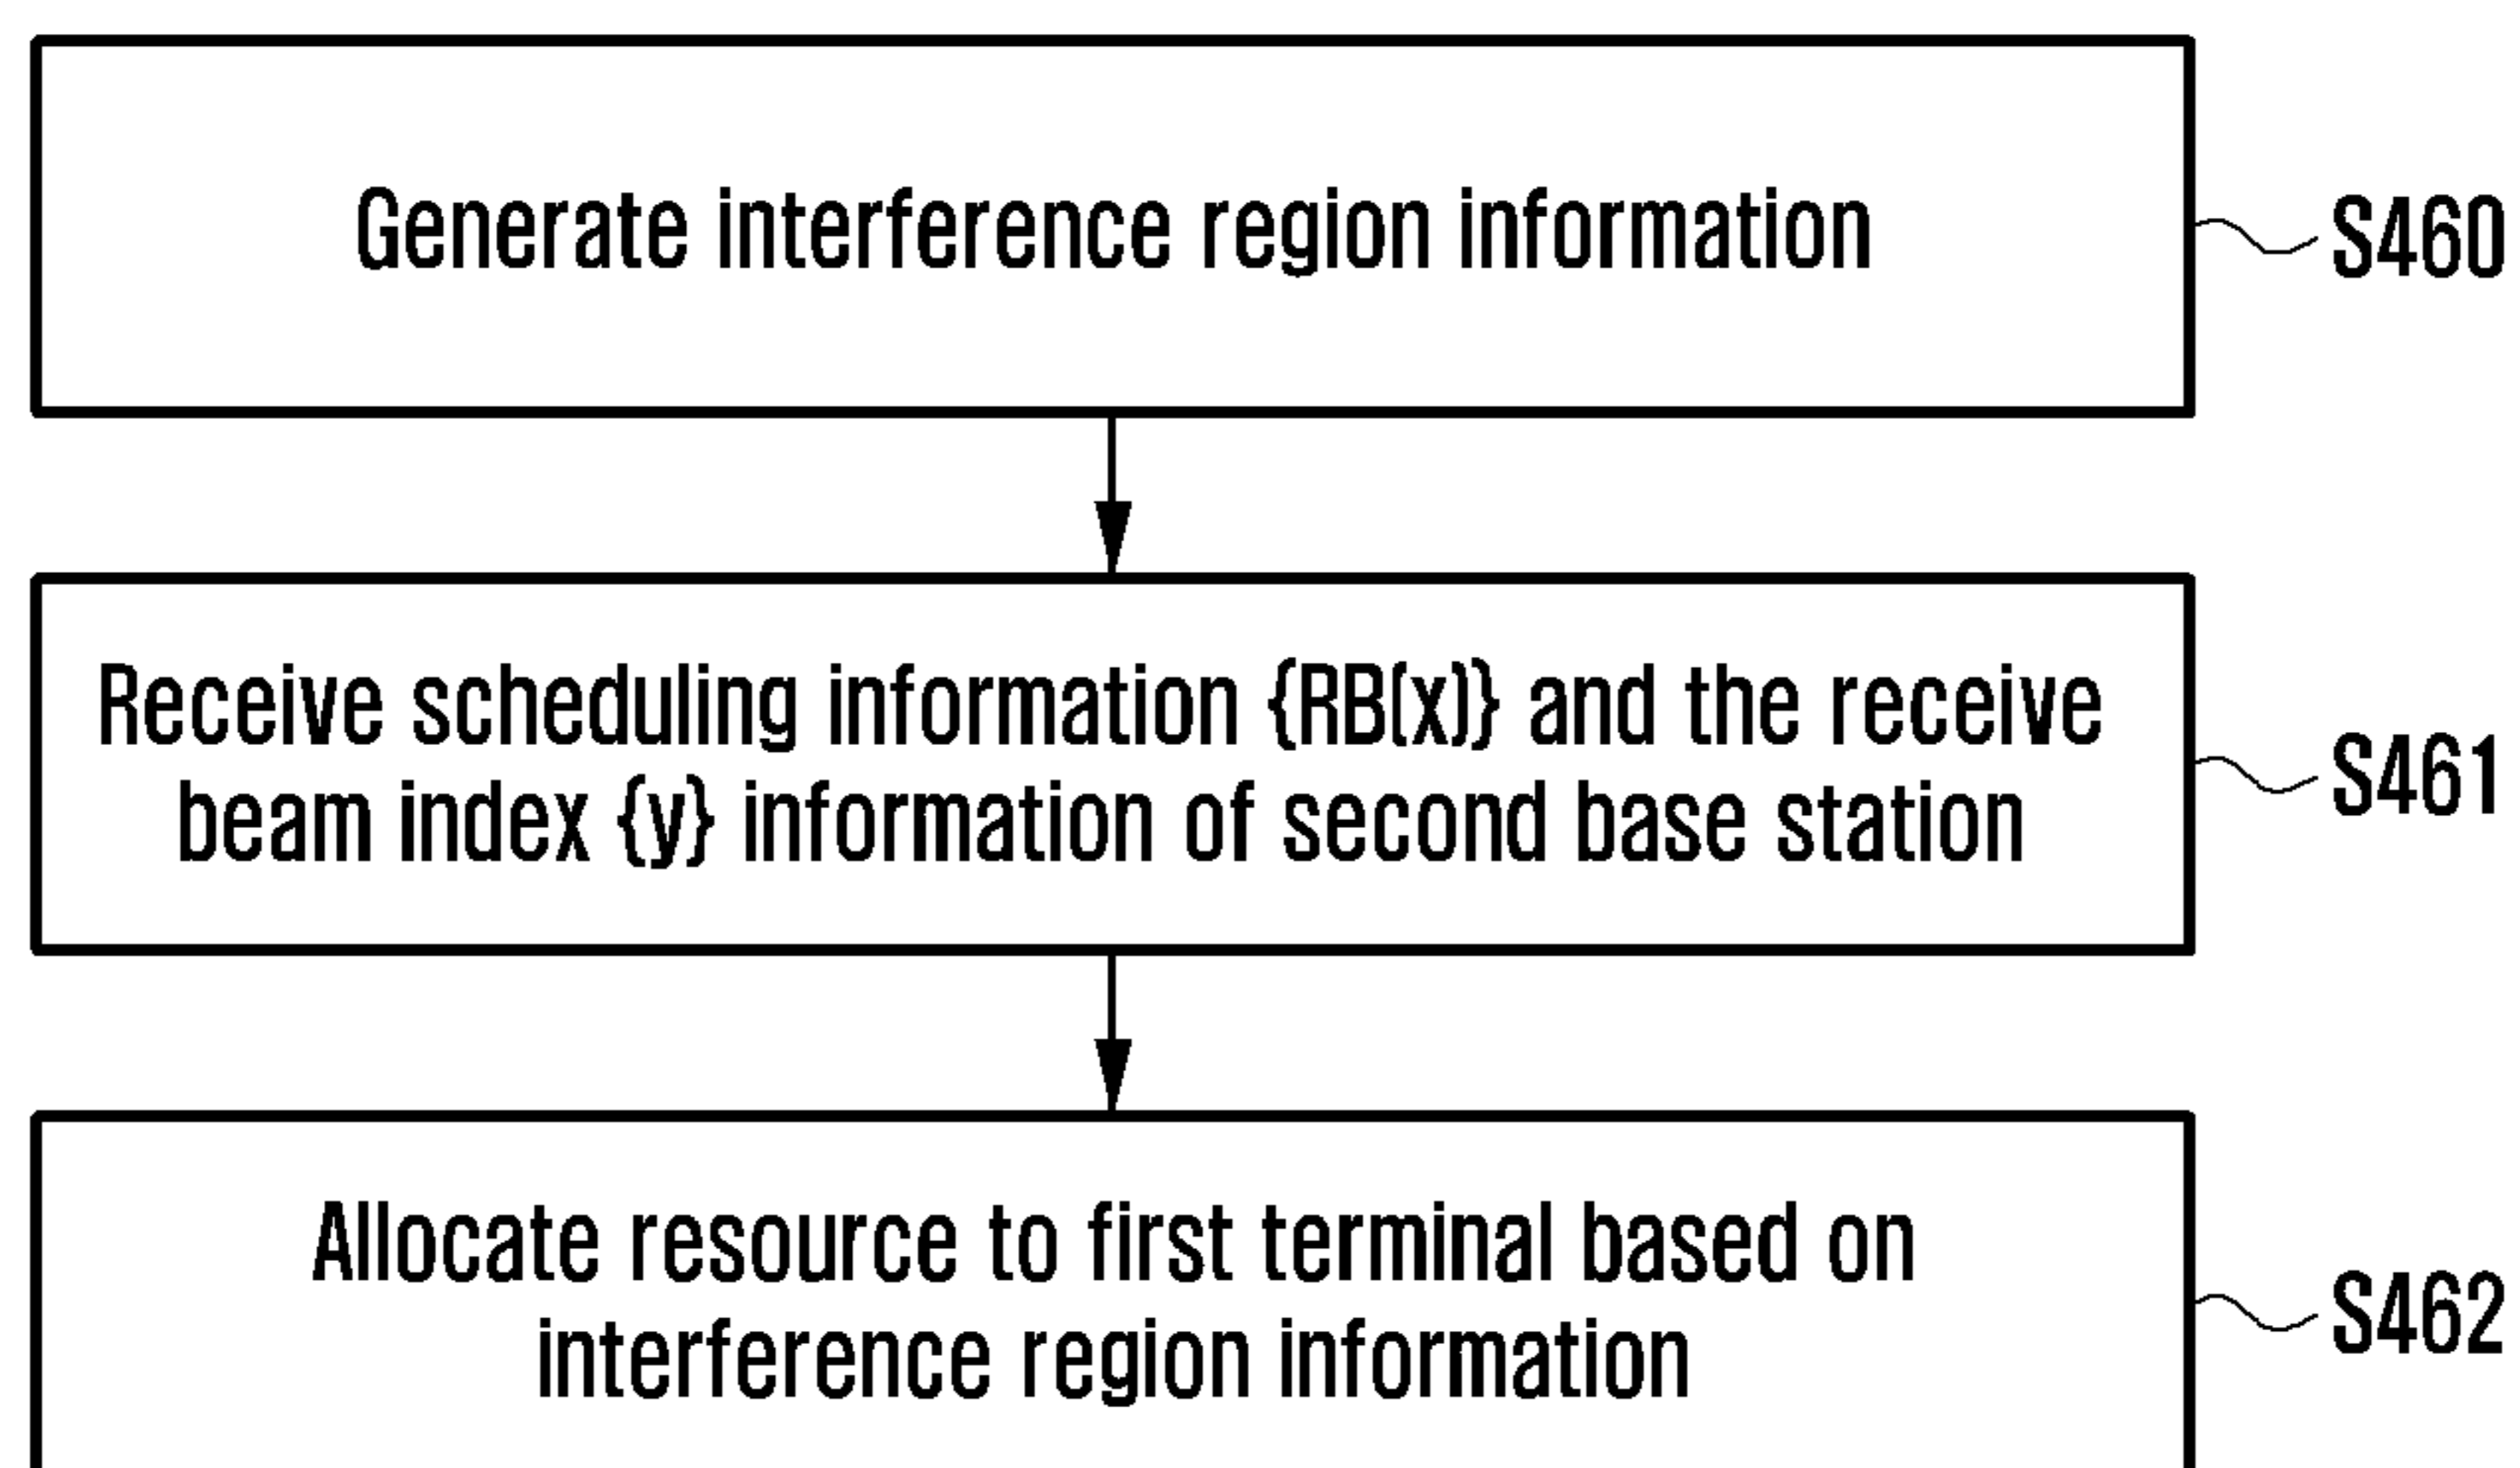 Generate interference region information
S460
Receive scheduling information {RB(x)} and the receive
beam index {y} information of second base station
S461
Allocate resource to first terminal based on
interference region information
S462